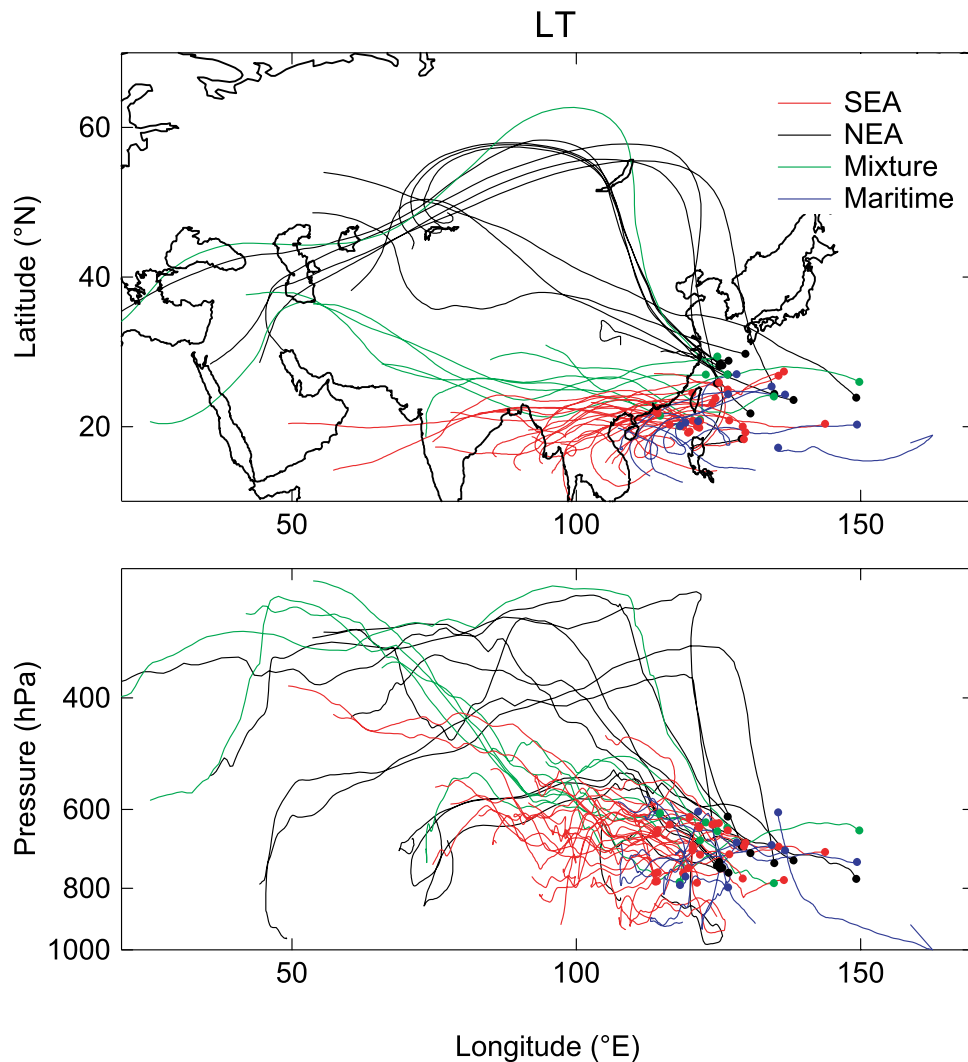 LT
SEA
NEA
Mixture
Maritime
Latitude (°N)
60
40
20
50 100 150
Pressure (hPa)
400
600
800
1000
50 100 150
Longitude (°E)